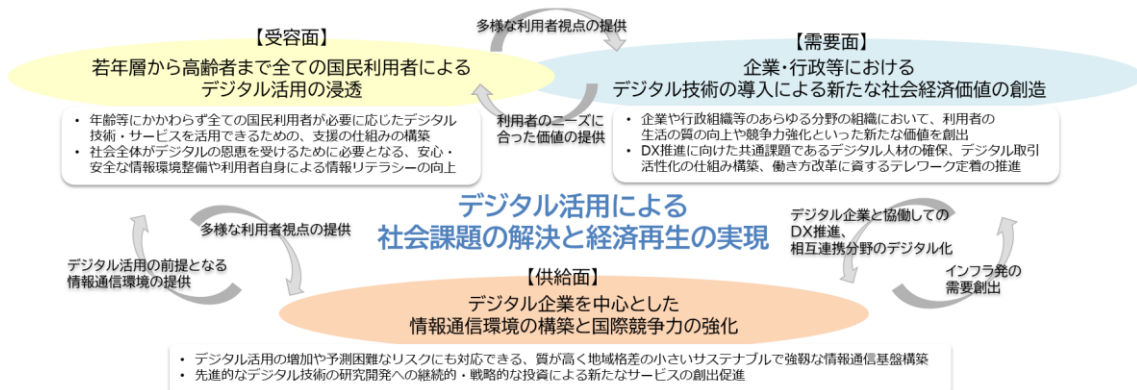 多様な利用者視点の提供
【受容面】
若年層から高齢者まで全ての国民利用者による
デジタル活用の浸透
• 年齢等にかかわらず全ての国民利用者が必要に応じたデジタル
技術・サービスを活用できるための、支援の仕組みの構築
• 社会全体がデジタルの恩恵を受けるために必要となる、安心・
安全な情報環境整備や利用者自身による情報リテラシーの向上
利用者のニーズに
合った価値の提供
【需要面】
企業・行政等における
デジタル技術の導入による新たな社会経済価値の創造
• 企業や行政組織等のあらゆる分野の組織において、利用者の
生活の質の向上や競争力強化といった新たな価値を創出
• DX推進に向けた共通課題であるデジタル人材の確保、デジタル取引
活性化の仕組み構築、働き方改革に資するテレワーク定着の推進
デジタル活用による
社会課題の解決と経済再生の実現
多様な利用者視点の提供
デジタル活用の前提となる
情報通信環境の提供
デジタル企業と協働しての
DX推進、
相互連携分野のデジタル化
インフラ発の
需要創出
【供給面】
デジタル企業を中心とした
情報通信環境の構築と国際競争力の強化
• デジタル活用の増加や予測困難なリスクにも対応できる、質が高く地域格差の小さいサステナブルで強靱な情報通信基盤構築
• 先進的なデジタル技術の研究開発への継続的・戦略的な投資による新たなサービスの創出促進